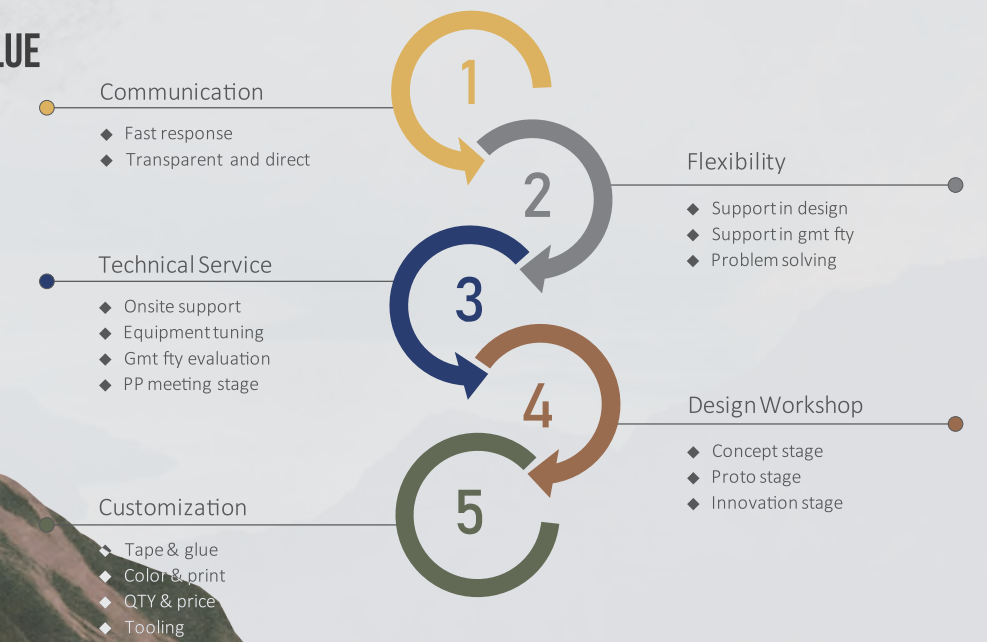 LUE
1
Communication
Fast response
Transparent and direct
2
Flexibility
Support in design
Support in gmt fty
Problem solving
3
Technical Service
Onsite support
Equipment tuning
Gmt fty evaluation
PP meeting stage
4
Design Workshop
Concept stage
Proto stage
Innovation stage
5
Customization
Tape & glue
Color & print
QTY & price
Tooling